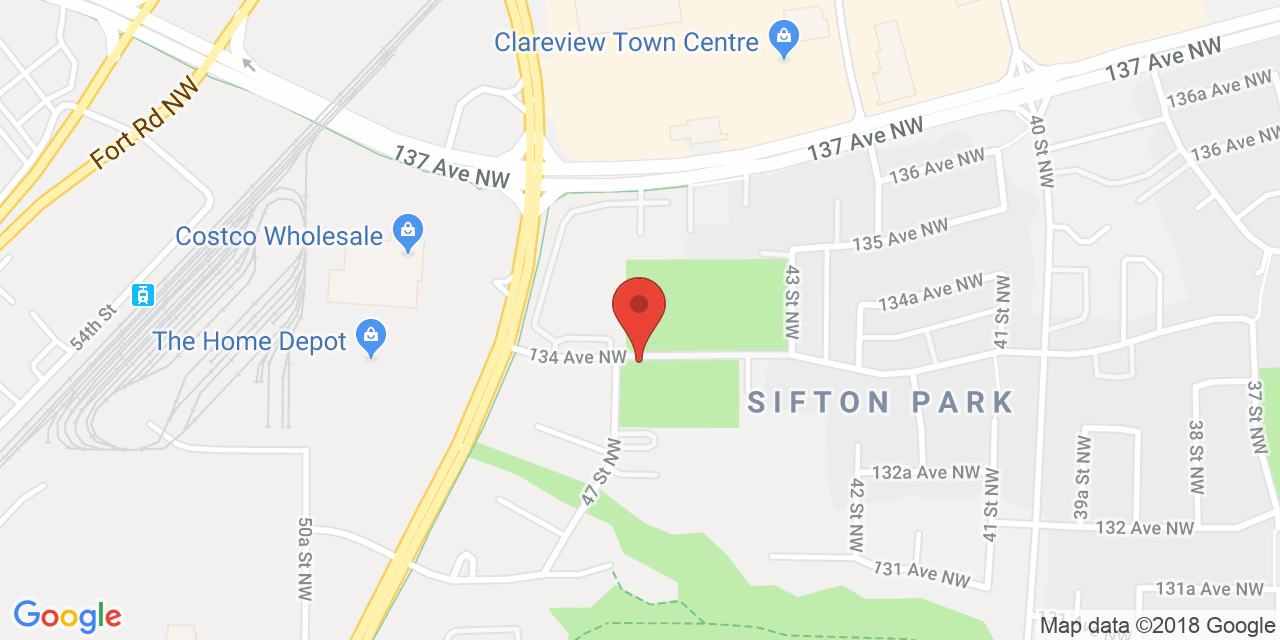 Clareview Town Centre
137 Ave NW
136a Ave NW
Fort Rd NW
40 St NW
137 Ave NW
136 Ave NW
137 Ave NW
136 Ave NW
Costco Wholesale
135 Ave NW
43 St NW
134a Ave NW
41 St NW
54th St
The Home Depot
134 Ave NW
SIFTON PARK
37 St NW
47 St NW
38 St NW
39a St NW
132a Ave NW
42 St NW
41 St NW
50a St NW
132 Ave NW
131 Ave NW
131a Ave NW
Google
Map data ©2018 Google